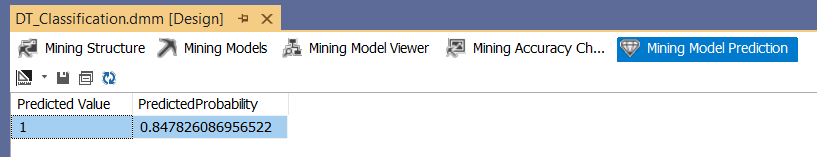 DT_Classification.dmm [Design]
Mining Structure Mining Models Mining Model Viewer Mining Accuracy Ch... Mining Model Prediction
Predicted Value PredictedProbability
1 0.847826086956522